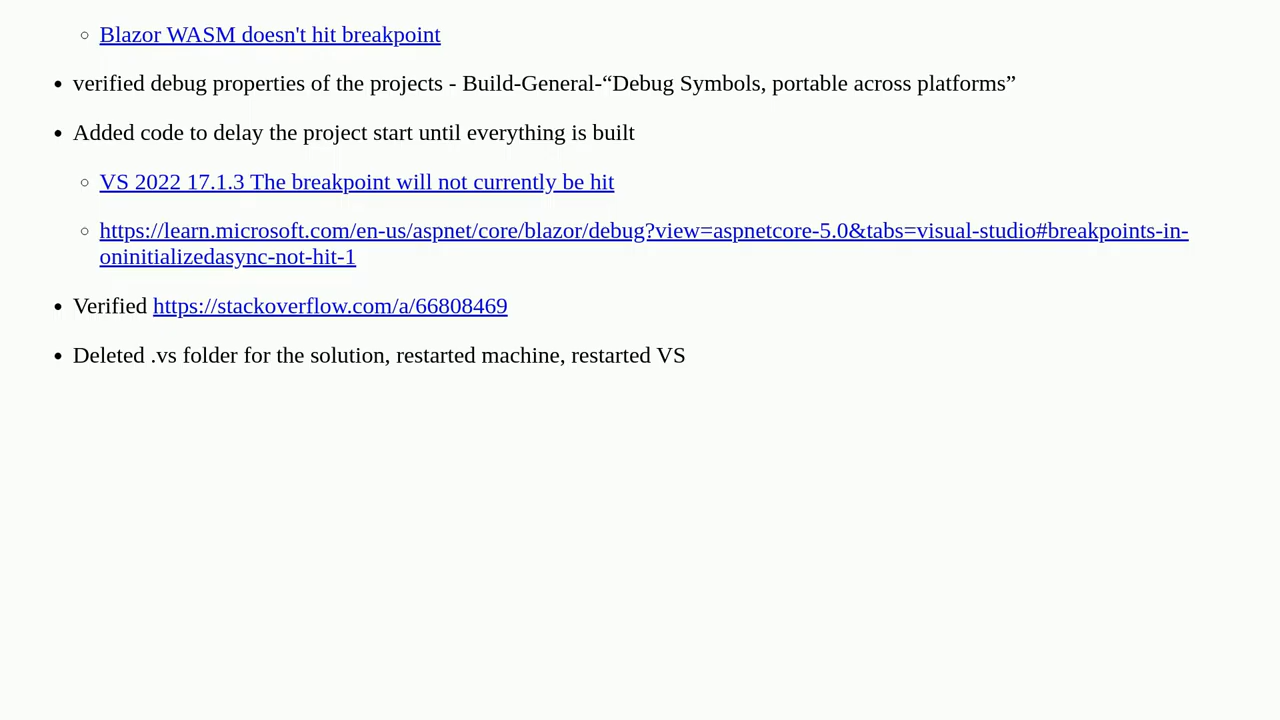 Blazor WASM doesn't hit breakpoint
verified debug properties of the projects - Build-General-“Debug Symbols, portable across platforms”
Added code to delay the project start until everything is built
VS 2022 17.1.3 The breakpoint will not currently be hit
https://learn.microsoft.com/en-us/aspnet/core/blazor/debug?view=aspnetcore-5.0&tabs=visual-studio#breakpoints-in-
oninitializedasync-not-hit-1
Verified https://stackoverflow.com/a/66808469
Deleted .vs folder for the solution, restarted machine, restarted VS